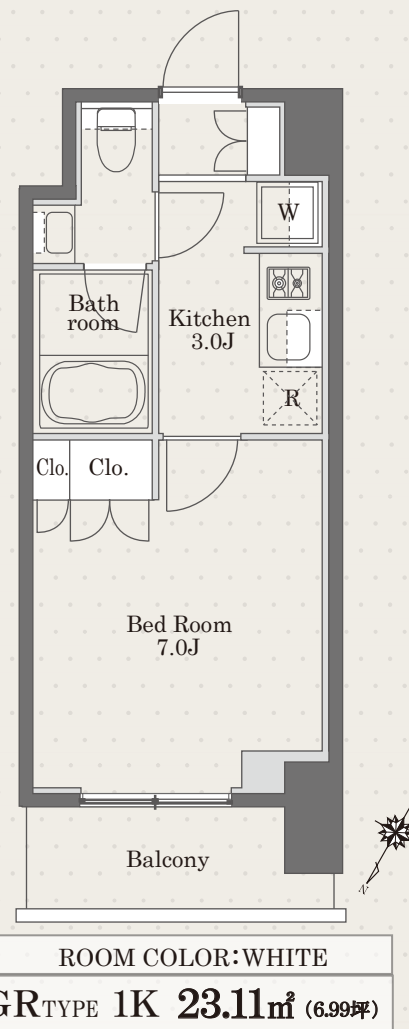 W
Bath
room
Kitchen
3.0J
R
Clo.
Clo.
Bed Room
7.0J
Balcony
N
ROOM COLOR:WHITE
GRTYPE 1K 23.11㎡ (6.99坪)